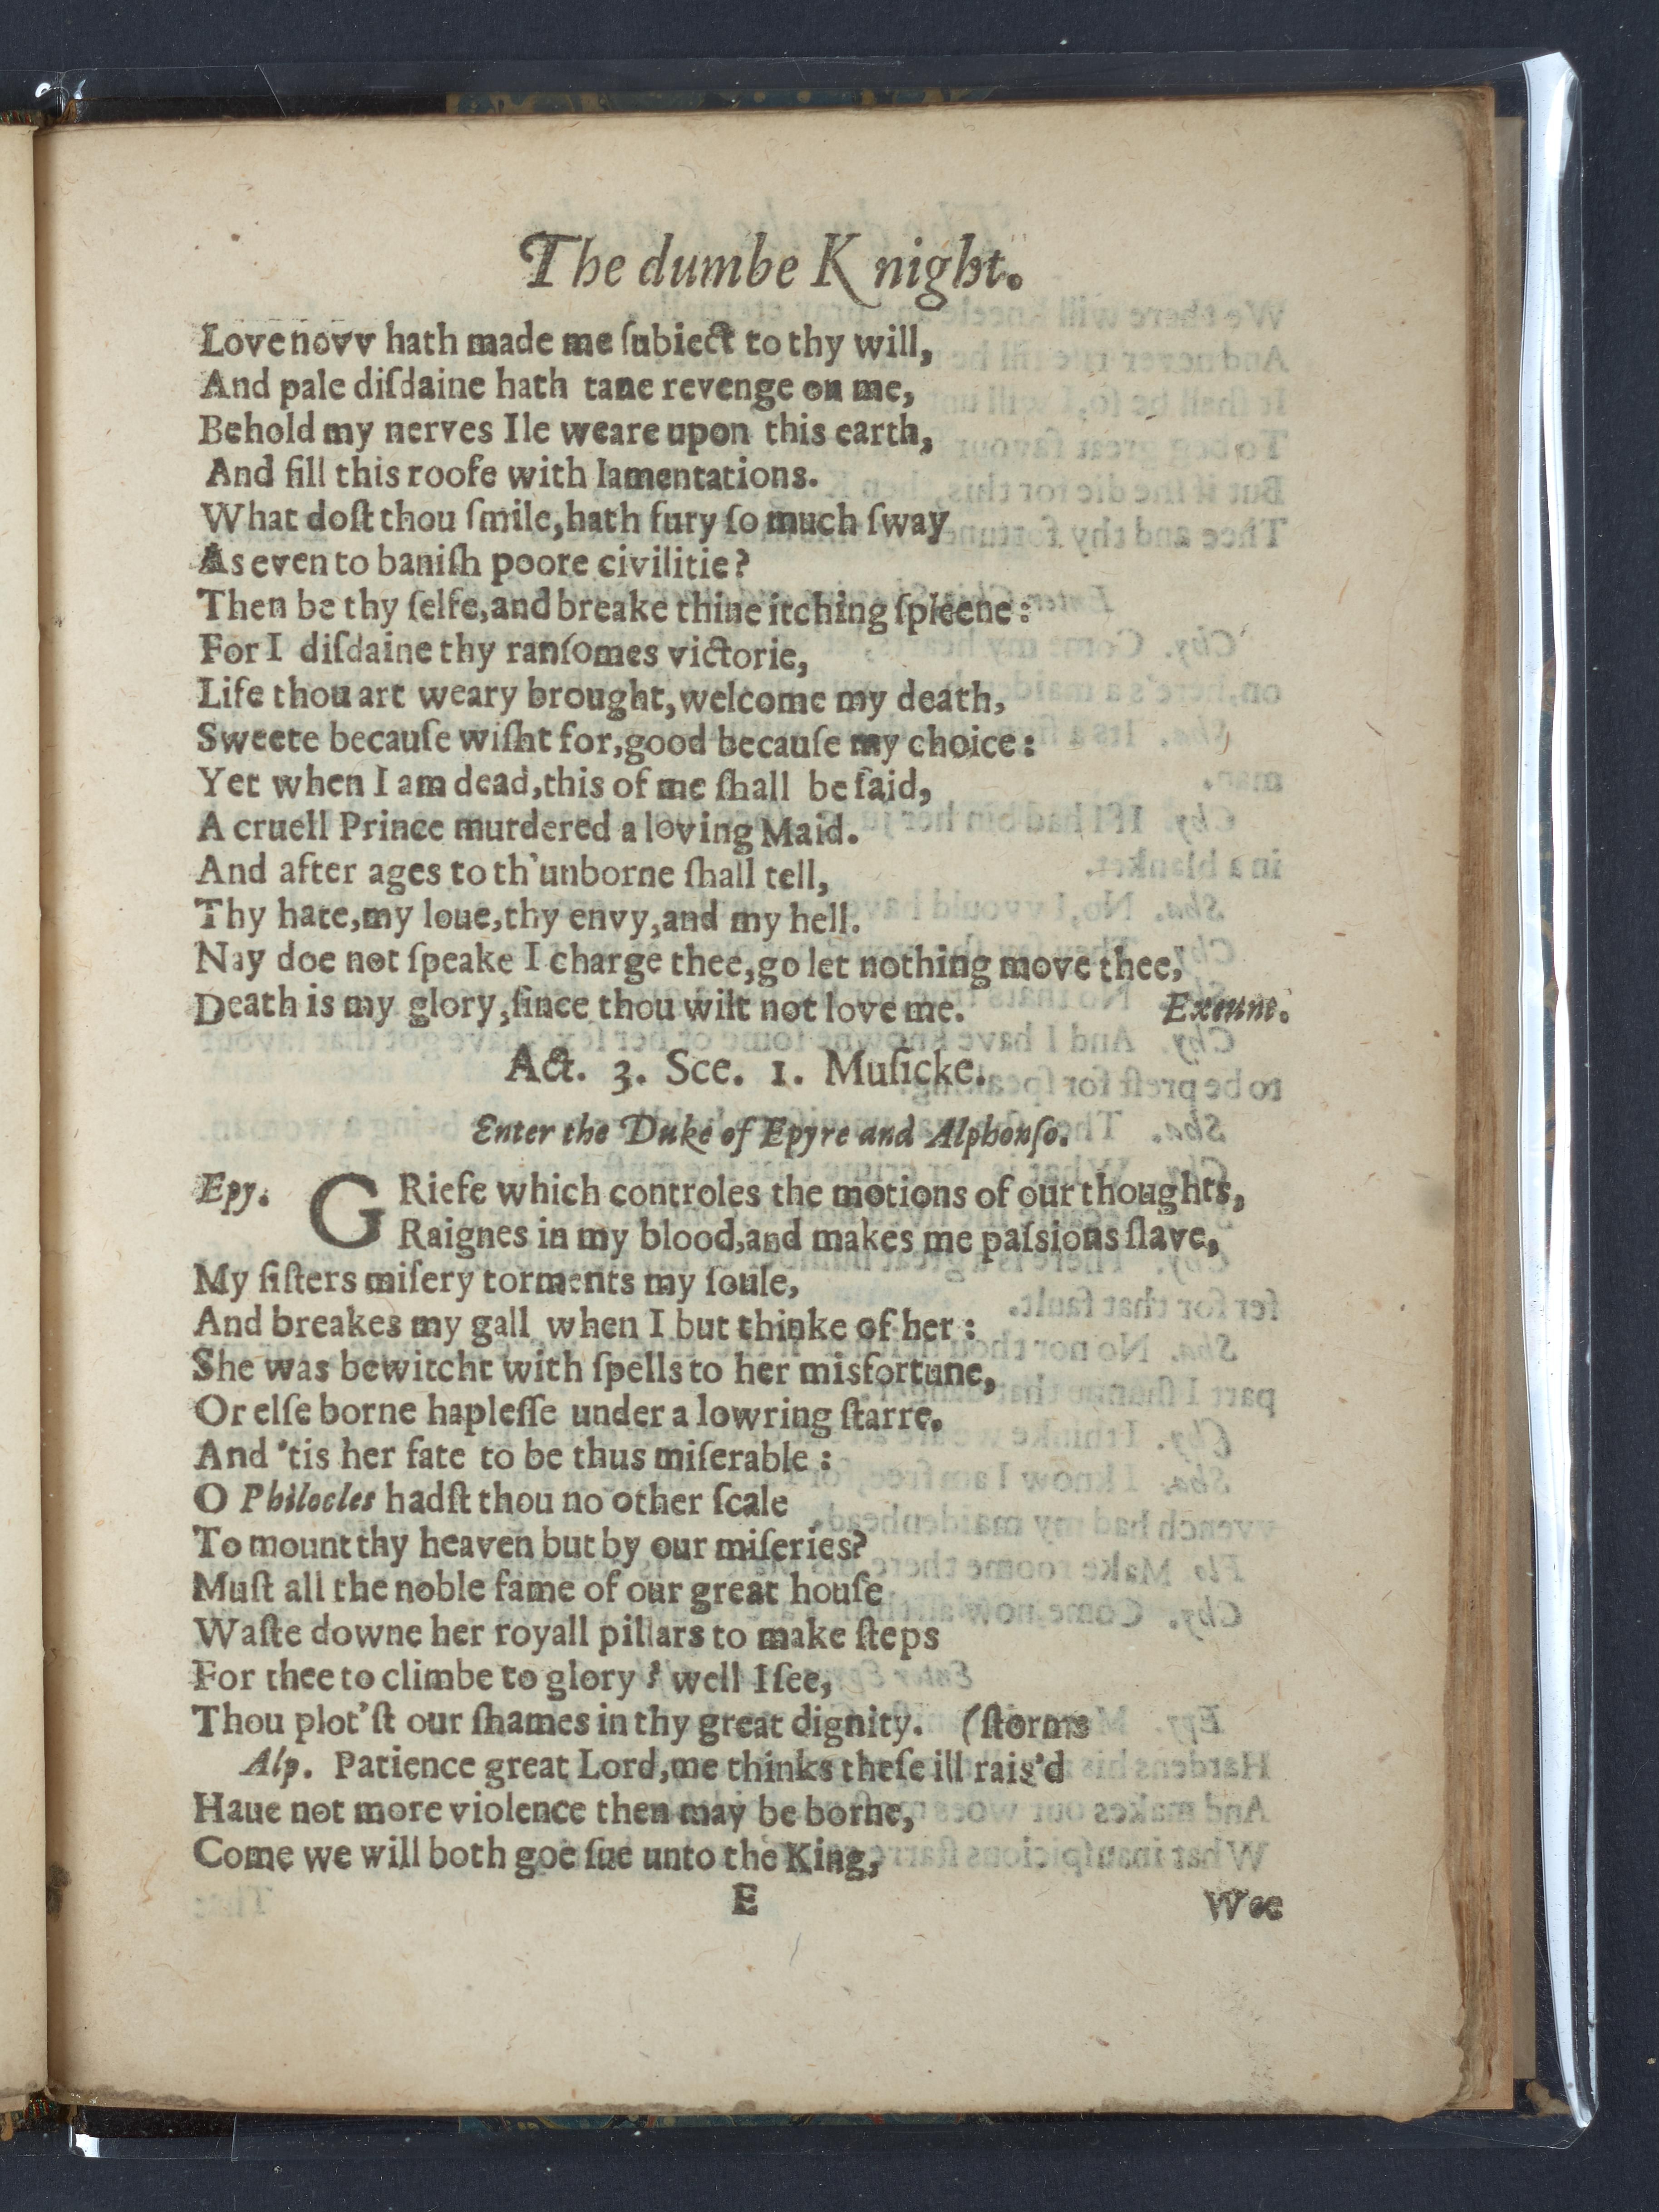 The dumbe Knight.
Love novv hath made me ſubiect to thy will,
And pale diſdaine hath tane revenge on me,
Behold my nerves Ile weare upon this earth,
And fill this roofe with lamentations.
What doſt thou ſmile, hath fury ſo much ſway
As even to baniſh poore civilitie?
Then be thy ſelfe, and breake thine itching ſpleene:
For I diſdaine thy ranſomes victorie,
Life thou art weary brought, welcome my death,
Sweete becauſe wiſht for, good becauſe my choice:
Yet when I am dead, this of me ſhall be ſaid,
A cruell Prince murdered a loving Maid.
And after ages to th'unborne ſhall tell,
Thy hate, my loue, thy envy, and my hell.
Nay doe not ſpeake I charge thee, go let nothing move thee,
Death is my glory, ſince thou wilt not love me. Exeunt.
Act. 3. Sce. 1. Muſicke.
Enter the Duke of Epyre and Alphonſo.
Epy. GRiefe which controles the motions of our thoughts,
Raignes in my blood, and makes me paſsions ſlave,
My ſiſters miſery torments my ſoule,
And breakes my gall when I but thinke of her:
She was bewitcht with ſpells to her misfortune,
Or elſe borne hapleſſe under a lowring ſtarre.
And 'tis her fate to be thus miſerable:
O Philocles hadſt thou no other ſcale
To mount thy heaven but by our miſeries?
Muſt all the noble fame of our great houſe
Waſte downe her royall pillars to make ſteps
For thee to climbe to glory? well I ſee,
Thou plot'ſt our ſhames in thy great dignity. (ſtorms
Alp. Patience great Lord, me thinks theſe ill raig'd
Haue not more violence then may be borne,
Come we will both goe ſue unto the King,
E Wee